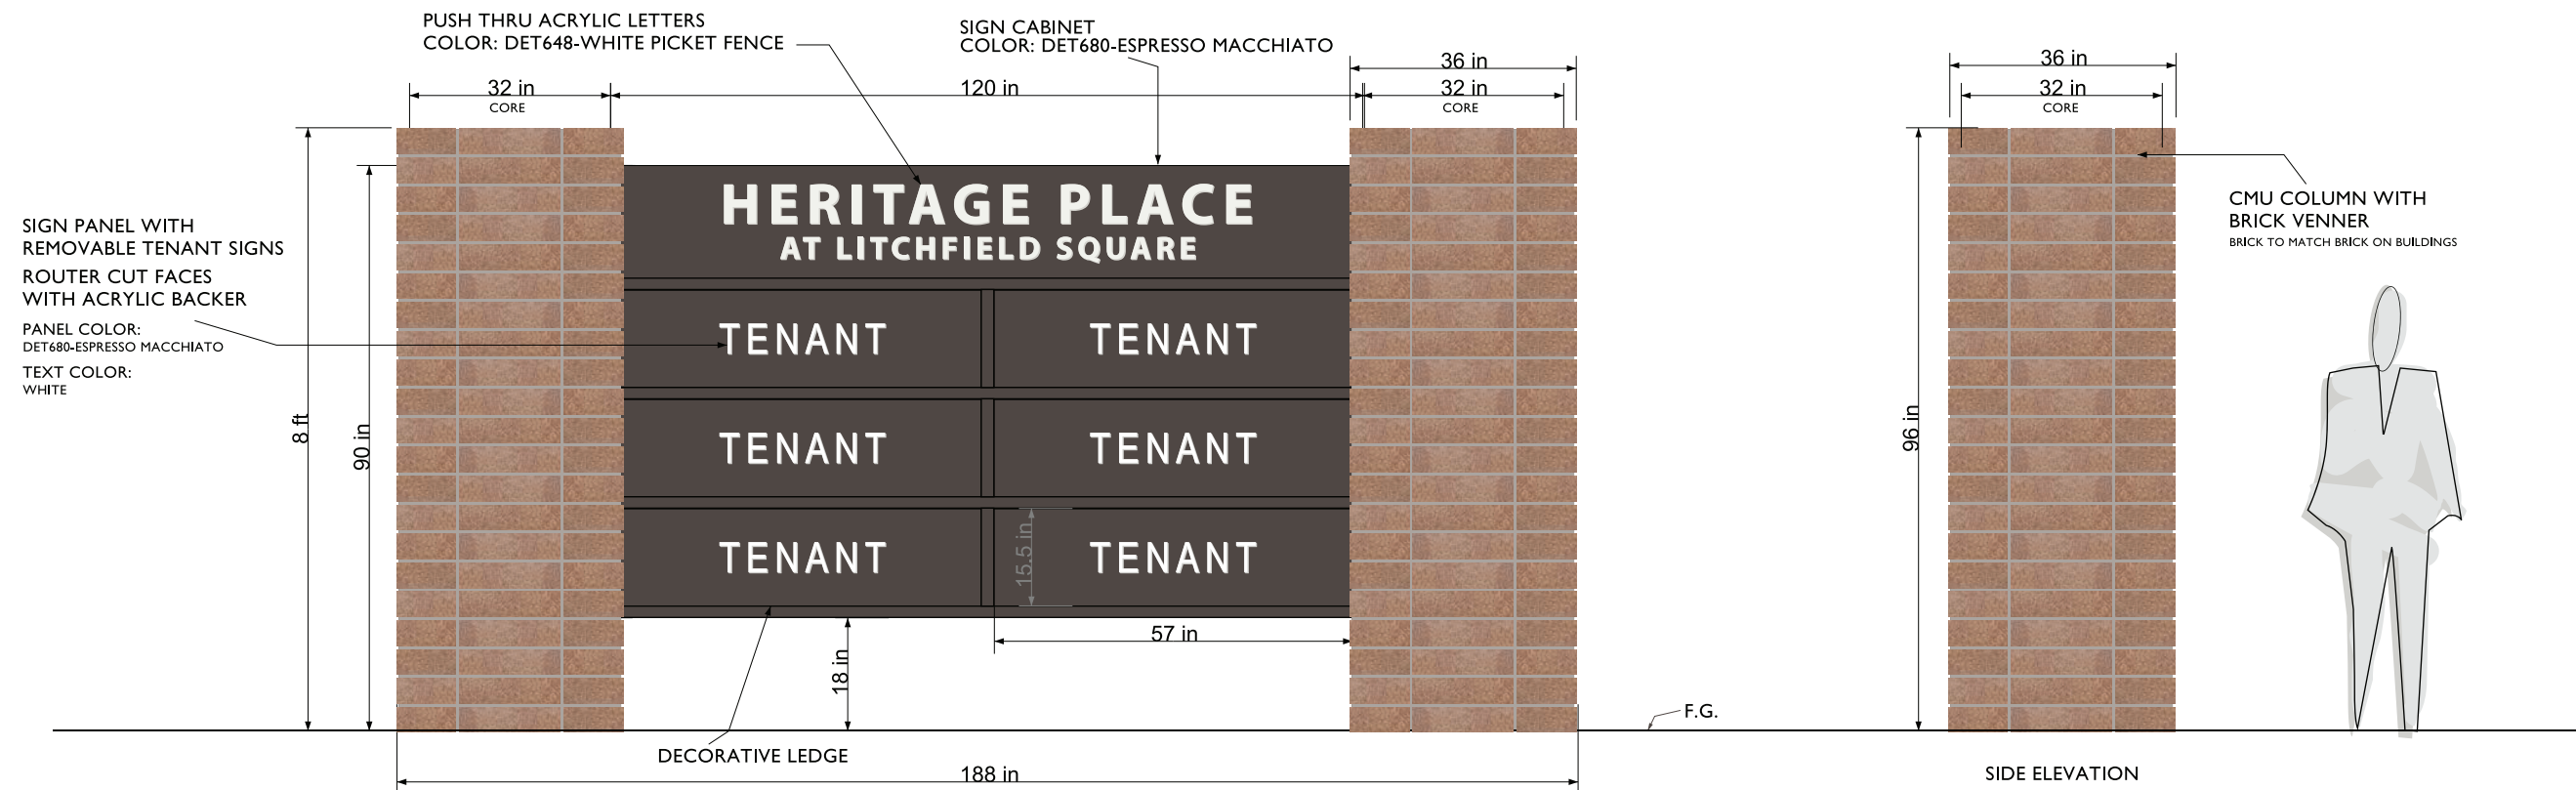 PUSH THRU ACRYLIC LETTERS
COLOR: DET648-WHITE PICKET FENCE
SIGN CABINET
COLOR: DET680-ESPRESSO MACCHIATO
32 in
CORE
120 in
36 in
32 in
CORE
36 in
32 in
CORE
HERITAGE PLACE
AT LITCHFIELD SQUARE
SIGN PANEL WITH
REMOVABLE TENANT SIGNS
ROUTER CUT FACES
WITH ACRYLIC BACKER
PANEL COLOR:
DET680-ESPRESSO MACCHIATO
TEXT COLOR:
WHITE
8 ft
90 in
TENANT
TENANT
TENANT
TENANT
TENANT
TENANT
15.5 in
57 in
18 in
DECORATIVE LEDGE
188 in
F.G.
96 in
CMU COLUMN WITH
BRICK VENNER
BRICK TO MATCH BRICK ON BUILDINGS
SIDE ELEVATION